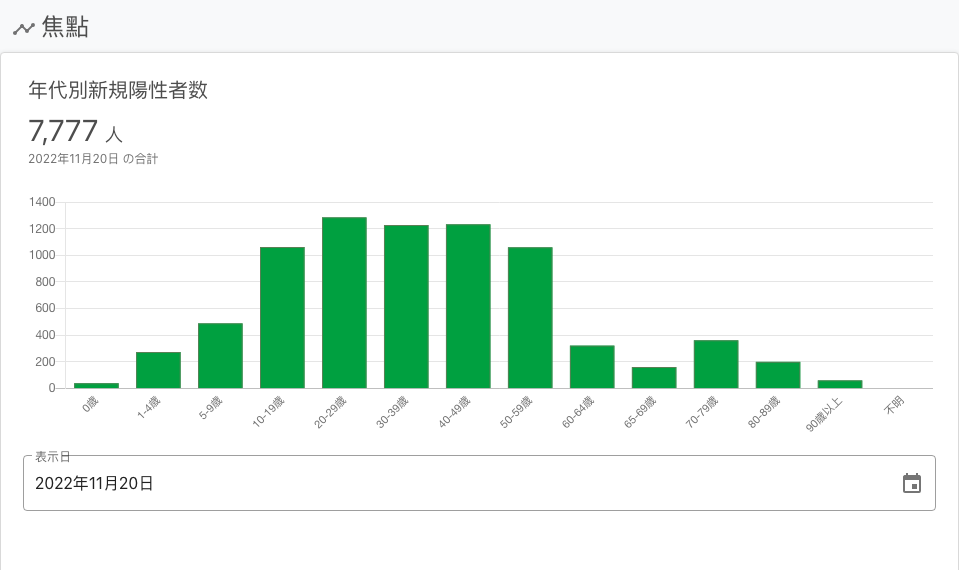 焦點
年代別新規陽性者数
7,777 人
2022年11月20日 の合計
1400
1200
1000
800
600
400
200
0
0歳
1-4歳
5-9歳
10-19歳
20-29歳
30-39歳
40-49歳
50-59歳
60-64歳
65-69歳
70-79歳
80-89歳
90歳以上
不明
表示日
2022年11月20日